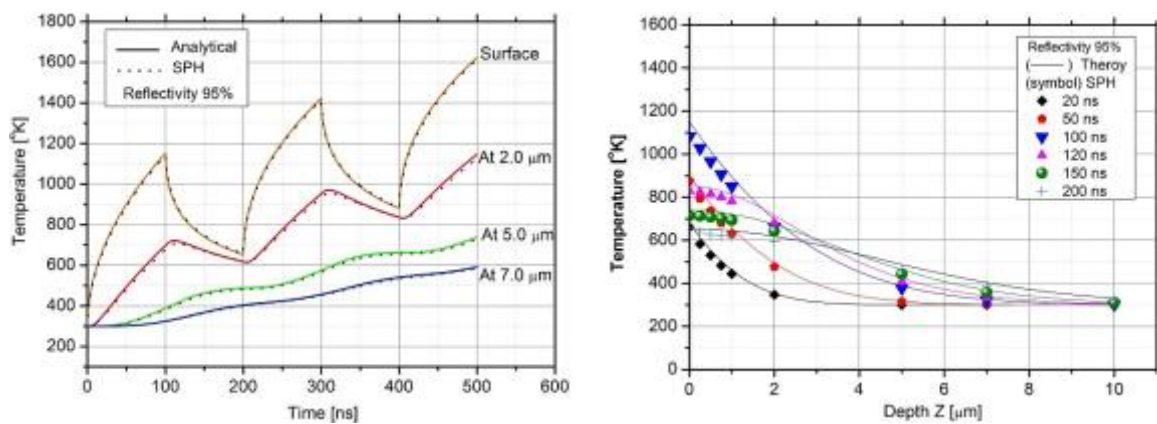 1800
1600
1400
1200
1000
800
600
400
200
Temperature [°K]
Analytical
SPH
Reflectivity 95%
Surface
At 2.0 μm
At 5.0 μm
At 7.0 μm
0 100 200 300 400 500 600
Time [ns]
1600
1400
1200
1000
800
600
400
200
0
Temperature [°K]
Reflectivity 95%
(—) Theroy
(symbol) SPH
20 ns
50 ns
100 ns
120 ns
150 ns
200 ns
0 2 4 6 8 10
Depth Z [μm]